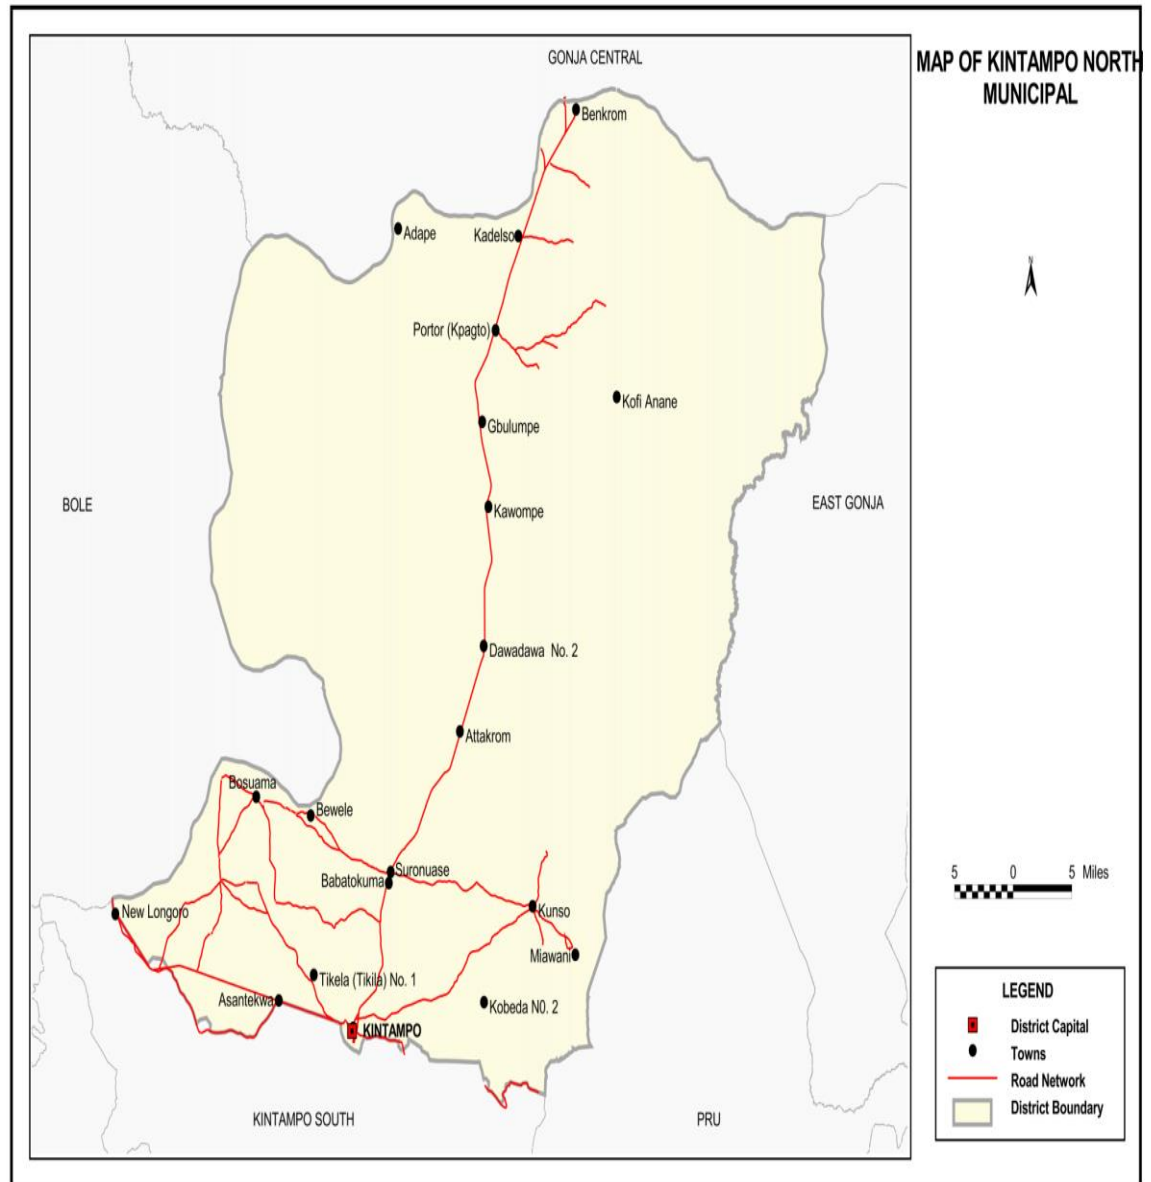 GONJA CENTRAL
MAP OF KINTAMPO NORTH
MUNICIPAL
Benkrom
Adape
Kadelso
N
Portor (Kpagto)
Kofi Anane
Gbulumpe
BOLE
EAST GONJA
Kawompe
Dawadawa No. 2
Attakrom
Bosuama
Bewele
Suronuase
Babatokuma
5 0 5 Miles
New Longoro
Kunso
Miawani
Tikela (Tikila) No. 1
Asantekwa
Kobeda N0. 2
KINTAMPO
KINTAMPO SOUTH
PRU
LEGEND
District Capital
Towns
Road Network
District Boundary